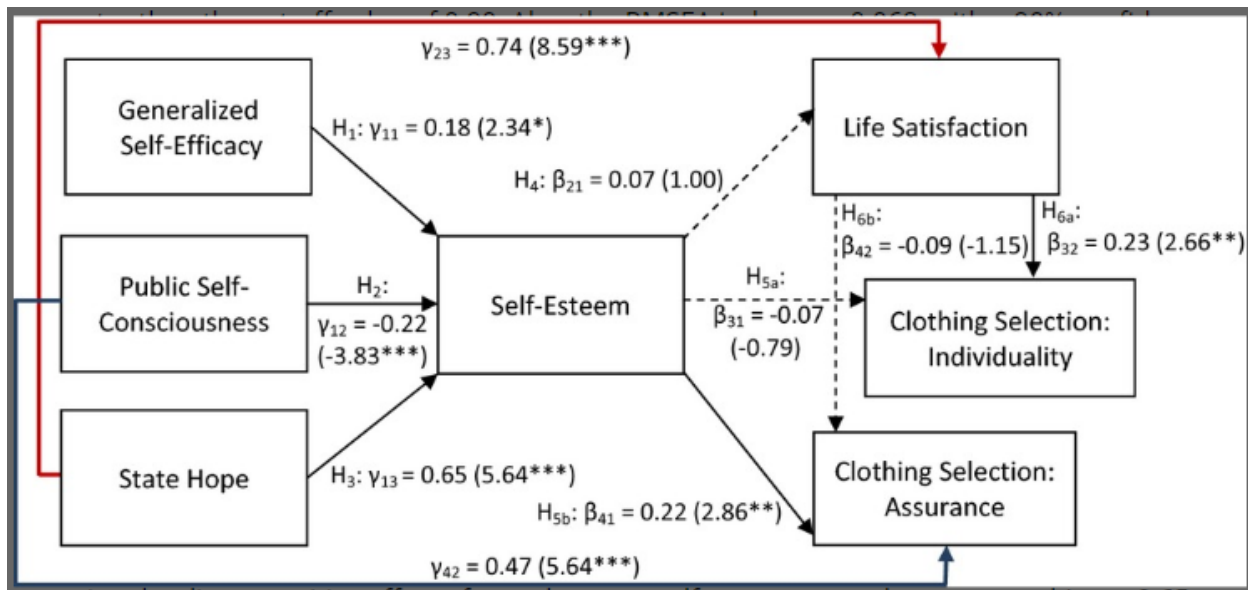 γ₂₃ = 0.74 (8.59***)
Generalized
Self-Efficacy
H₁: γ₁₁ = 0.18 (2.34*)
Life Satisfaction
H₄: β₂₁ = 0.07 (1.00)
H₆b:
β₄₂ = -0.09 (-1.15)
H₆a:
β₃₂ = 0.23 (2.66**)
Public Self-
Consciousness
H₂:
γ₁₂ = -0.22
(-3.83***)
Self-Esteem
H₅a:
β₃₁ = -0.07
(-0.79)
Clothing Selection:
Individuality
State Hope
H₃: γ₁₃ = 0.65 (5.64***)
H₅b: β₄₁ = 0.22 (2.86**)
Clothing Selection:
Assurance
γ₄₂ = 0.47 (5.64***)